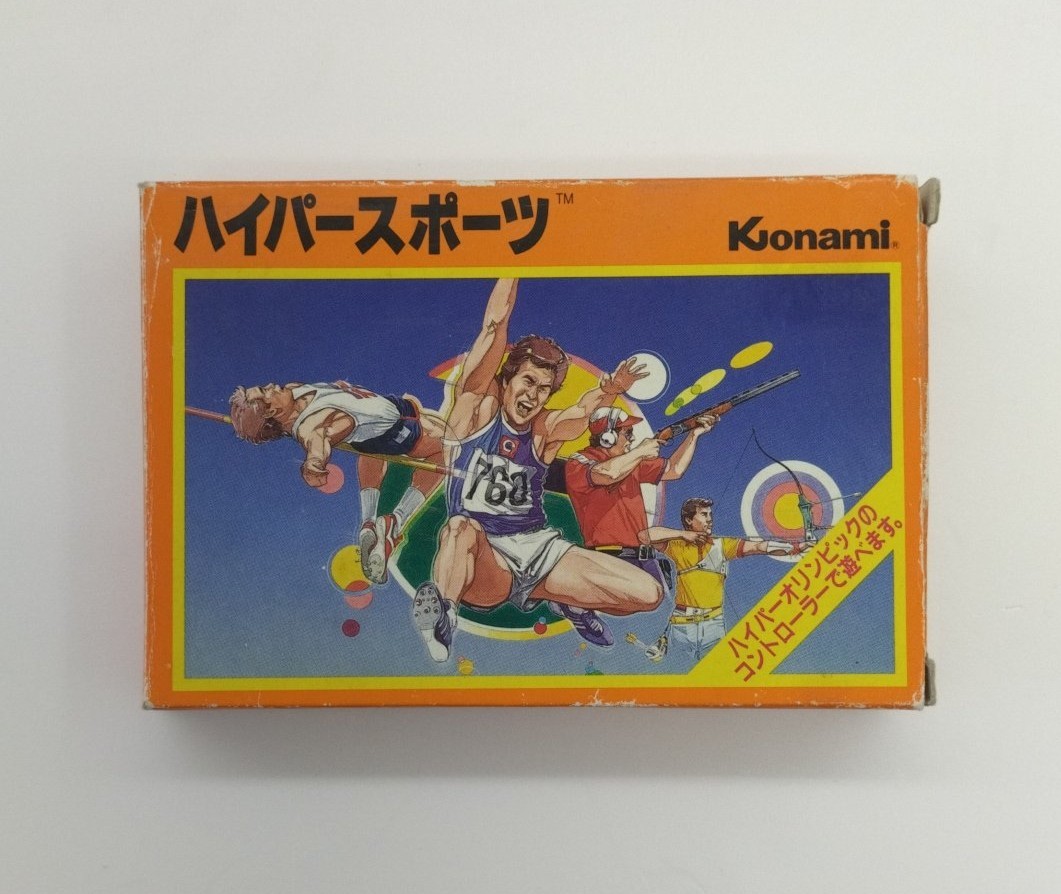 ハイパースポーツ™
Konami®
760
ハイパーオリンピックの
コントローラーで遊べます。